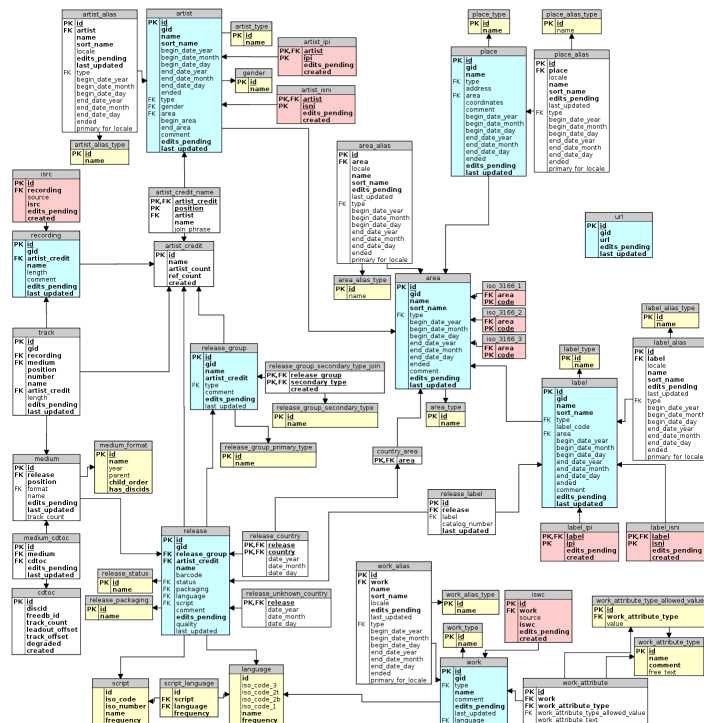 artist_alias
PK id
FK artist
name
sort_name
locale
edits_pending
last_updated
FK type
begin_date_year
begin_date_month
begin_date_day
end_date_year
end_date_month
end_date_day
ended
primary_for_locale
artist
PK id
gid
name
sort_name
begin_date_year
begin_date_month
begin_date_day
end_date_year
end_date_month
end_date_day
ended
FK type
FK gender
FK area
begin_area
end_area
comment
edits_pending
last_updated
artist_type
PK id
name
artist_ipi
PK,FK artist
PK ipi
edits_pending
created
gender
PK id
name
artist_isni
PK,FK artist
PK isni
edits_pending
created
artist_alias_type
PK id
name
place_type
PK id
name
place_alias_type
PK id
name
place
PK id
gid
name
FK type
address
FK area
coordinates
comment
edits_pending
begin_date_year
begin_date_month
begin_date_day
end_date_year
end_date_month
end_date_day
ended
edits_pending
last_updated
place_alias
PK id
FK place
locale
name
sort_name
edits_pending
last_updated
FK type
begin_date_year
begin_date_month
begin_date_day
end_date_year
end_date_month
end_date_day
ended
primary_for_locale
isrc
PK id
FK recording
source
isrc
edits_pending
created
artist_credit_name
PK,FK artist_credit
PK position
FK artist
name
join_phrase
area_alias
PK id
FK area
locale
name
sort_name
edits_pending
last_updated
FK type
begin_date_year
begin_date_month
begin_date_day
end_date_year
end_date_month
end_date_day
ended
primary_for_locale
url
PK id
gid
url
edits_pending
last_updated
recording
PK id
gid
FK artist_credit
name
length
comment
edits_pending
last_updated
artist_credit
PK id
name
artist_count
ref_count
created
area_alias_type
PK id
name
area
PK id
gid
name
sort_name
FK type
begin_date_year
begin_date_month
begin_date_day
end_date_year
end_date_month
end_date_day
ended
comment
edits_pending
last_updated
iso_3166_1
FK area
PK code
iso_3166_2
FK area
PK code
iso_3166_3
FK area
PK code
label_alias_type
PK id
name
track
PK id
gid
FK recording
FK medium
position
number
name
FK artist_credit
length
edits_pending
last_updated
release_group
PK id
gid
name
FK artist_credit
FK type
comment
edits_pending
last_updated
release_group_secondary_type_join
PK,FK release_group
PK,FK secondary_type
created
label_type
PK id
name
label_alias
PK id
FK label
locale
name
sort_name
edits_pending
last_updated
FK type
begin_date_year
begin_date_month
begin_date_day
end_date_year
end_date_month
end_date_day
ended
primary_for_locale
label
PK id
gid
name
sort_name
FK type
label_code
FK area
begin_date_year
begin_date_month
begin_date_day
end_date_year
end_date_month
end_date_day
ended
comment
edits_pending
last_updated
release_group_secondary_type
PK id
name
area_type
PK id
name
medium_format
PK id
name
year
parent
child_order
has_discids
release_group_primary_type
PK id
name
medium
PK id
FK release
position
FK format
name
edits_pending
last_updated
track_count
country_area
PK,FK area
release_label
PK id
FK release
FK label
catalog_number
last_updated
label_ipi
PK,FK label
PK ipi
edits_pending
created
label_isni
PK,FK label
PK isni
edits_pending
created
medium_cdtoc
PK id
FK medium
FK cdtoc
edits_pending
last_updated
release
PK id
gid
FK release_group
FK artist_credit
name
barcode
FK status
FK packaging
FK language
FK script
comment
edits_pending
quality
last_updated
release_country
PK,FK release
PK,FK country
date_year
date_month
date_day
release_status
PK id
name
release_packaging
PK id
name
cdtoc
PK id
discid
freedb_id
track_count
leadout_offset
track_offset
degraded
created
release_unknown_country
PK,FK release
date_year
date_month
date_day
work_alias
PK id
FK work
name
sort_name
locale
edits_pending
last_updated
FK type
begin_date_year
begin_date_month
begin_date_day
end_date_year
end_date_month
end_date_day
ended
primary_for_locale
work_alias_type
PK id
name
iswc
PK id
FK work
source
iswc
edits_pending
created
work_attribute_type_allowed_value
PK id
FK work_attribute_type
value
work_type
PK id
name
work_attribute_type
PK id
name
comment
free_text
script
PK id
iso_code
iso_number
name
frequency
script_language
PK id
FK script
FK language
frequency
language
PK id
iso_code_3
iso_code_2t
iso_code_2b
iso_code_1
name
frequency
work
PK id
gid
FK type
name
comment
edits_pending
last_updated
FK language
work_attribute
PK id
FK work
FK work_attribute_type
FK work_attribute_type_allowed_value
work_attribute_text